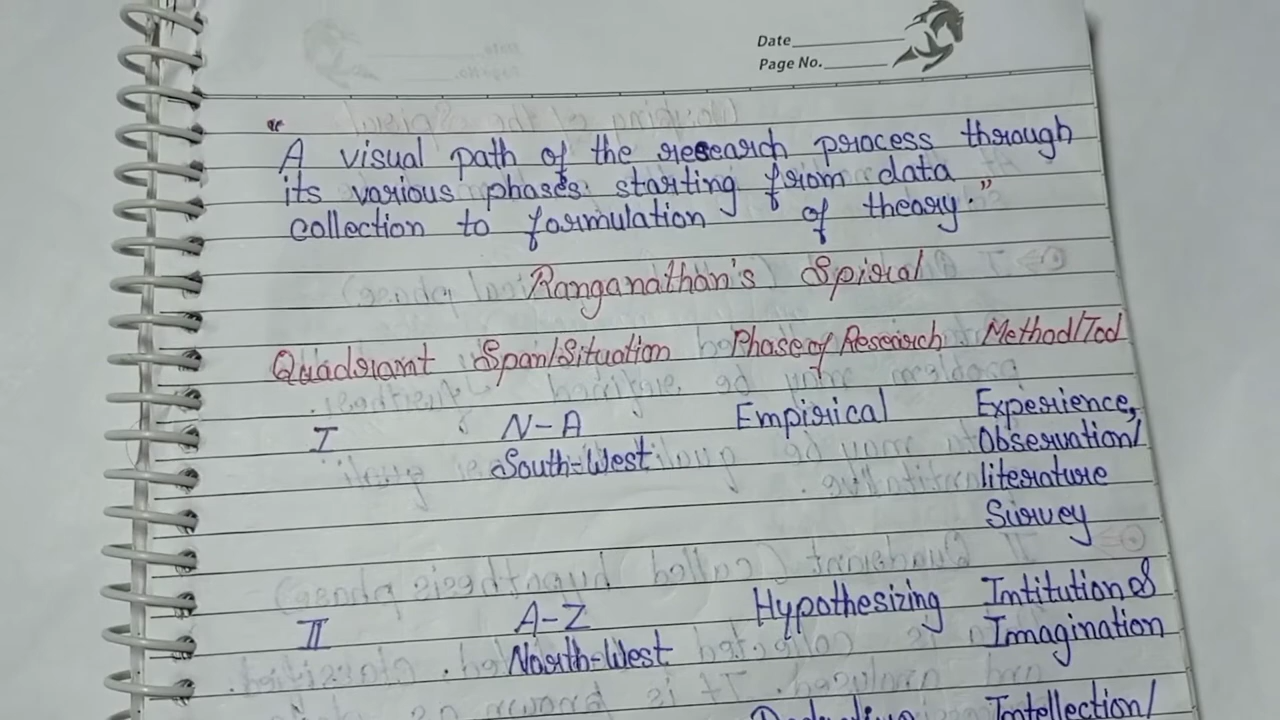 Date
Page No.
"A visual path of the research process through
its various phases starting from data
collection to formulation of theory."
Ranganathan's Spiral
Quadrant Span/Situation Phase of Research Method/Tool
I N-A Empirical Experience,
South-West Observation/
literature
Survey
II A-Z Hypothesizing Intitution &
North-West Imagination
Intellection/